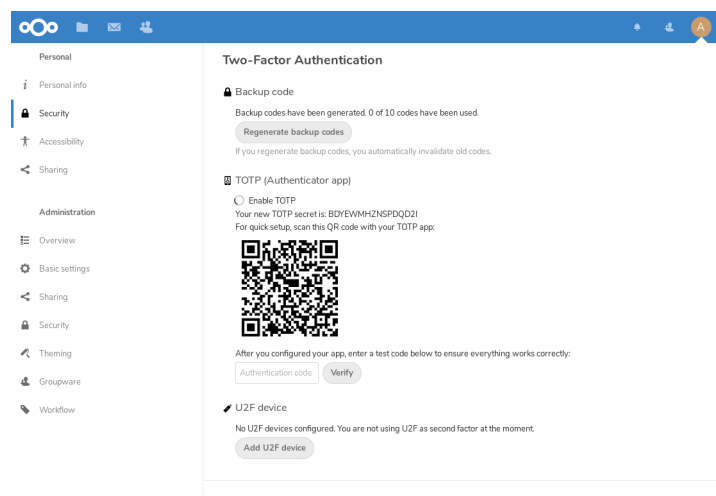 A
Personal
Personal info
Security
Accessibility
Sharing
Administration
Overview
Basic settings
Sharing
Security
Theming
Groupware
Workflow
Two-Factor Authentication
Backup code
Backup codes have been generated. 0 of 10 codes have been used.
Regenerate backup codes
If you regenerate backup codes, you automatically invalidate old codes.
TOTP (Authenticator app)
Enable TOTP
Your new TOTP secret is: BDYEWMHZNSPDQD2I
For quick setup, scan this QR code with your TOTP app:
After you configured your app, enter a test code below to ensure everything works correctly:
Authentication code
Verify
U2F device
No U2F devices configured. You are not using U2F as second factor at the moment.
Add U2F device